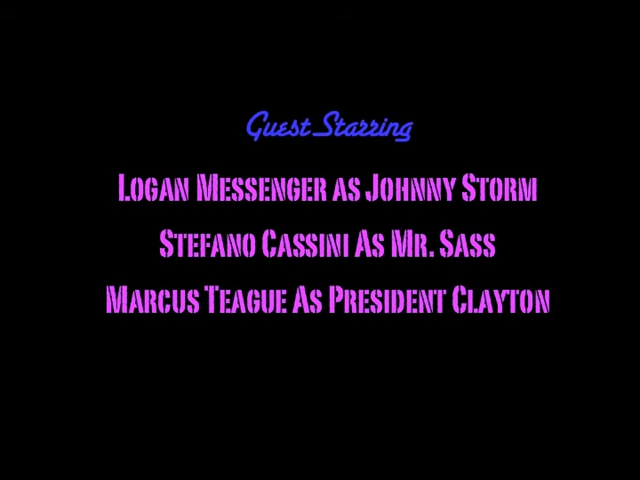 Guest Starring
Logan Messenger as Johnny Storm
Stefano Cassini As Mr. Sass
Marcus Teague As President Clayton